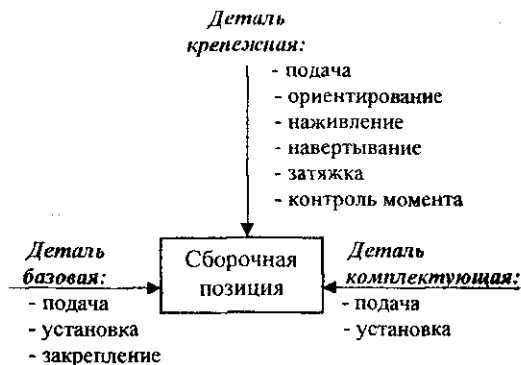 Деталь
крепежная:
- подача
- ориентирование
- наживление
- навертывание
- затяжка
- контроль момента
Деталь
базовая:
- подача
- установка
- закрепление
Сборочная
позиция
Деталь
комплектующая:
- подача
- установка